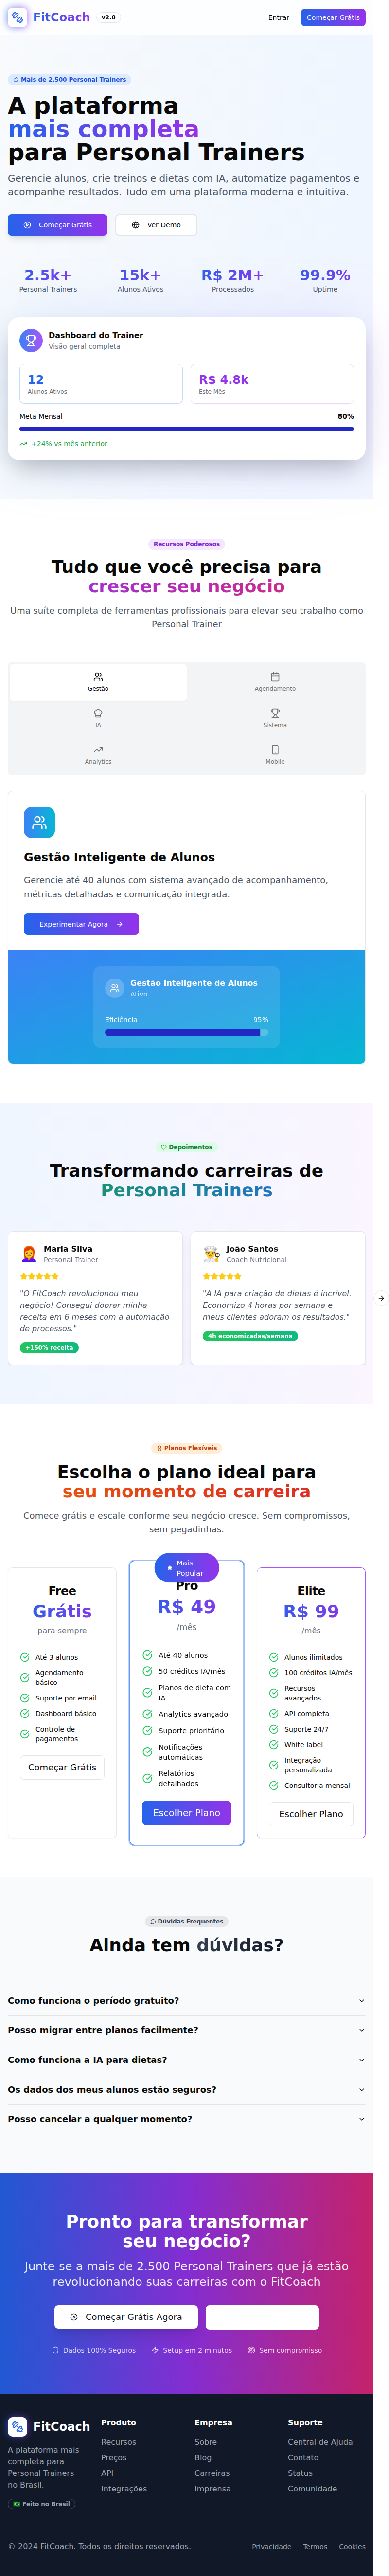 FitCoach v2.0 Entrar Começar Grátis
Mais de 2.500 Personal Trainers
A plataforma
mais completa
para Personal Trainers
Gerencie alunos, crie treinos e dietas com IA, automatize pagamentos e
acompanhe resultados. Tudo em uma plataforma moderna e intuitiva.
Começar Grátis Ver Demo
2.5k+ 15k+ R$ 2M+ 99.9%
Personal Trainers Alunos Ativos Processados Uptime
Dashboard do Trainer
Visão geral completa
12 R$ 4.8k
Alunos Ativos Este Mês
Meta Mensal 80%
+24% vs mês anterior
Recursos Poderosos
Tudo que você precisa para
crescer seu negócio
Uma suíte completa de ferramentas profissionais para elevar seu trabalho como
Personal Trainer
Gestão Agendamento
IA Sistema
Analytics Mobile
Gestão Inteligente de Alunos
Gerencie até 40 alunos com sistema avançado de acompanhamento,
métricas detalhadas e comunicação integrada.
Experimentar Agora
Gestão Inteligente de Alunos
Ativo
Eficiência 95%
Depoimentos
Transformando carreiras de
Personal Trainers
Maria Silva
Personal Trainer
"O FitCoach revolucionou meu
negócio! Consegui dobrar minha
receita em 6 meses com a automação
de processos."
+150% receita
João Santos
Coach Nutricional
"A IA para criação de dietas é incrível.
Economizo 4 horas por semana e
meus clientes adoram os resultados."
4h economizadas/semana
Planos Flexíveis
Escolha o plano ideal para
seu momento de carreira
Comece grátis e escale conforme seu negócio cresce. Sem compromissos,
sem pegadinhas.
Free
Grátis
para sempre
Até 3 alunos
Agendamento
básico
Suporte por email
Dashboard básico
Controle de
pagamentos
Começar Grátis
Mais
Popular
Pro
R$ 49
/mês
Até 40 alunos
50 créditos IA/mês
Planos de dieta com
IA
Analytics avançado
Suporte prioritário
Notificações
automáticas
Relatórios
detalhados
Escolher Plano
Elite
R$ 99
/mês
Alunos ilimitados
100 créditos IA/mês
Recursos
avançados
API completa
Suporte 24/7
White label
Integração
personalizada
Consultoria mensal
Escolher Plano
Dúvidas Frequentes
Ainda tem dúvidas?
Como funciona o período gratuito?
Posso migrar entre planos facilmente?
Como funciona a IA para dietas?
Os dados dos meus alunos estão seguros?
Posso cancelar a qualquer momento?
Pronto para transformar
seu negócio?
Junte-se a mais de 2.500 Personal Trainers que já estão
revolucionando suas carreiras com o FitCoach
Começar Grátis Agora
Dados 100% Seguros Setup em 2 minutos Sem compromisso
FitCoach
A plataforma mais
completa para
Personal Trainers
no Brasil.
Feito no Brasil
Produto
Recursos
Preços
API
Integrações
Empresa
Sobre
Blog
Carreiras
Imprensa
Suporte
Central de Ajuda
Contato
Status
Comunidade
© 2024 FitCoach. Todos os direitos reservados. Privacidade Termos Cookies